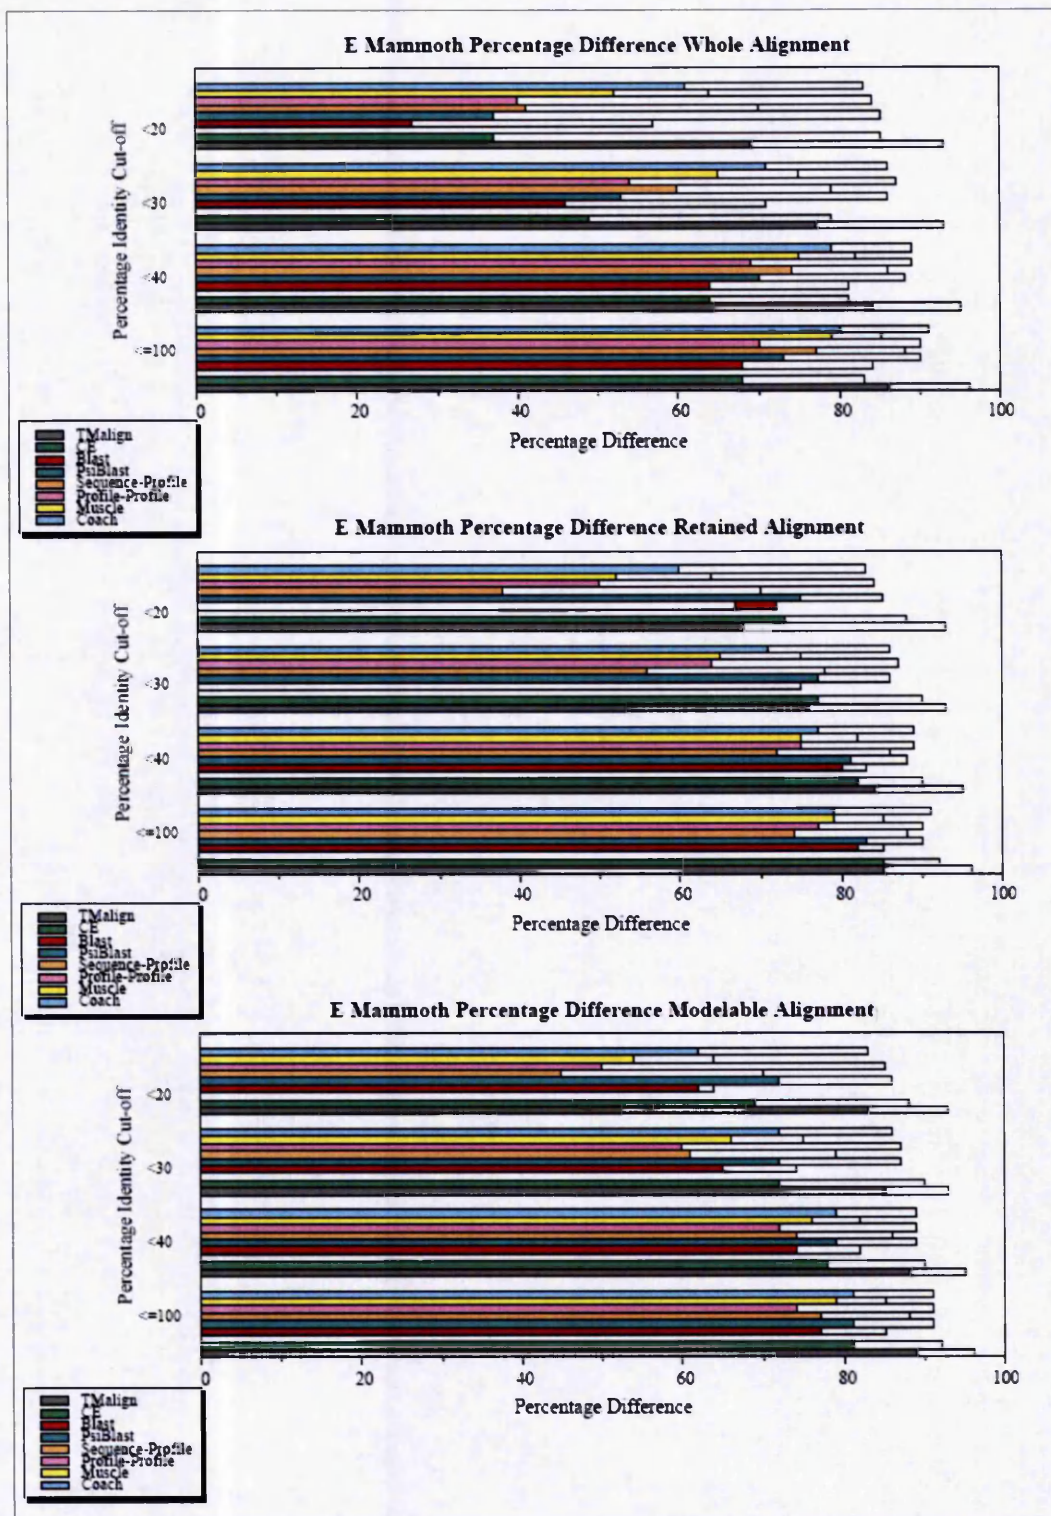 E Mammoth Percentage Difference Whole Alignment
Percentage Identity Cut-off
<20
<30
<40
<=100
0 20 40 60 80 100
Percentage Difference
TMalign
CE
Blast
PsiBlast
Sequence-Profile
Profile-Profile
Muscle
Coach
E Mammoth Percentage Difference Retained Alignment
Percentage Identity Cut-off
<20
<30
<40
<=100
0 20 40 60 80 100
Percentage Difference
TMalign
CE
Blast
PsiBlast
Sequence-Profile
Profile-Profile
Muscle
Coach
E Mammoth Percentage Difference Modelable Alignment
Percentage Identity Cut-off
<20
<30
<40
<=100
0 20 40 60 80 100
Percentage Difference
TMalign
CE
Blast
PsiBlast
Sequence-Profile
Profile-Profile
Muscle
Coach